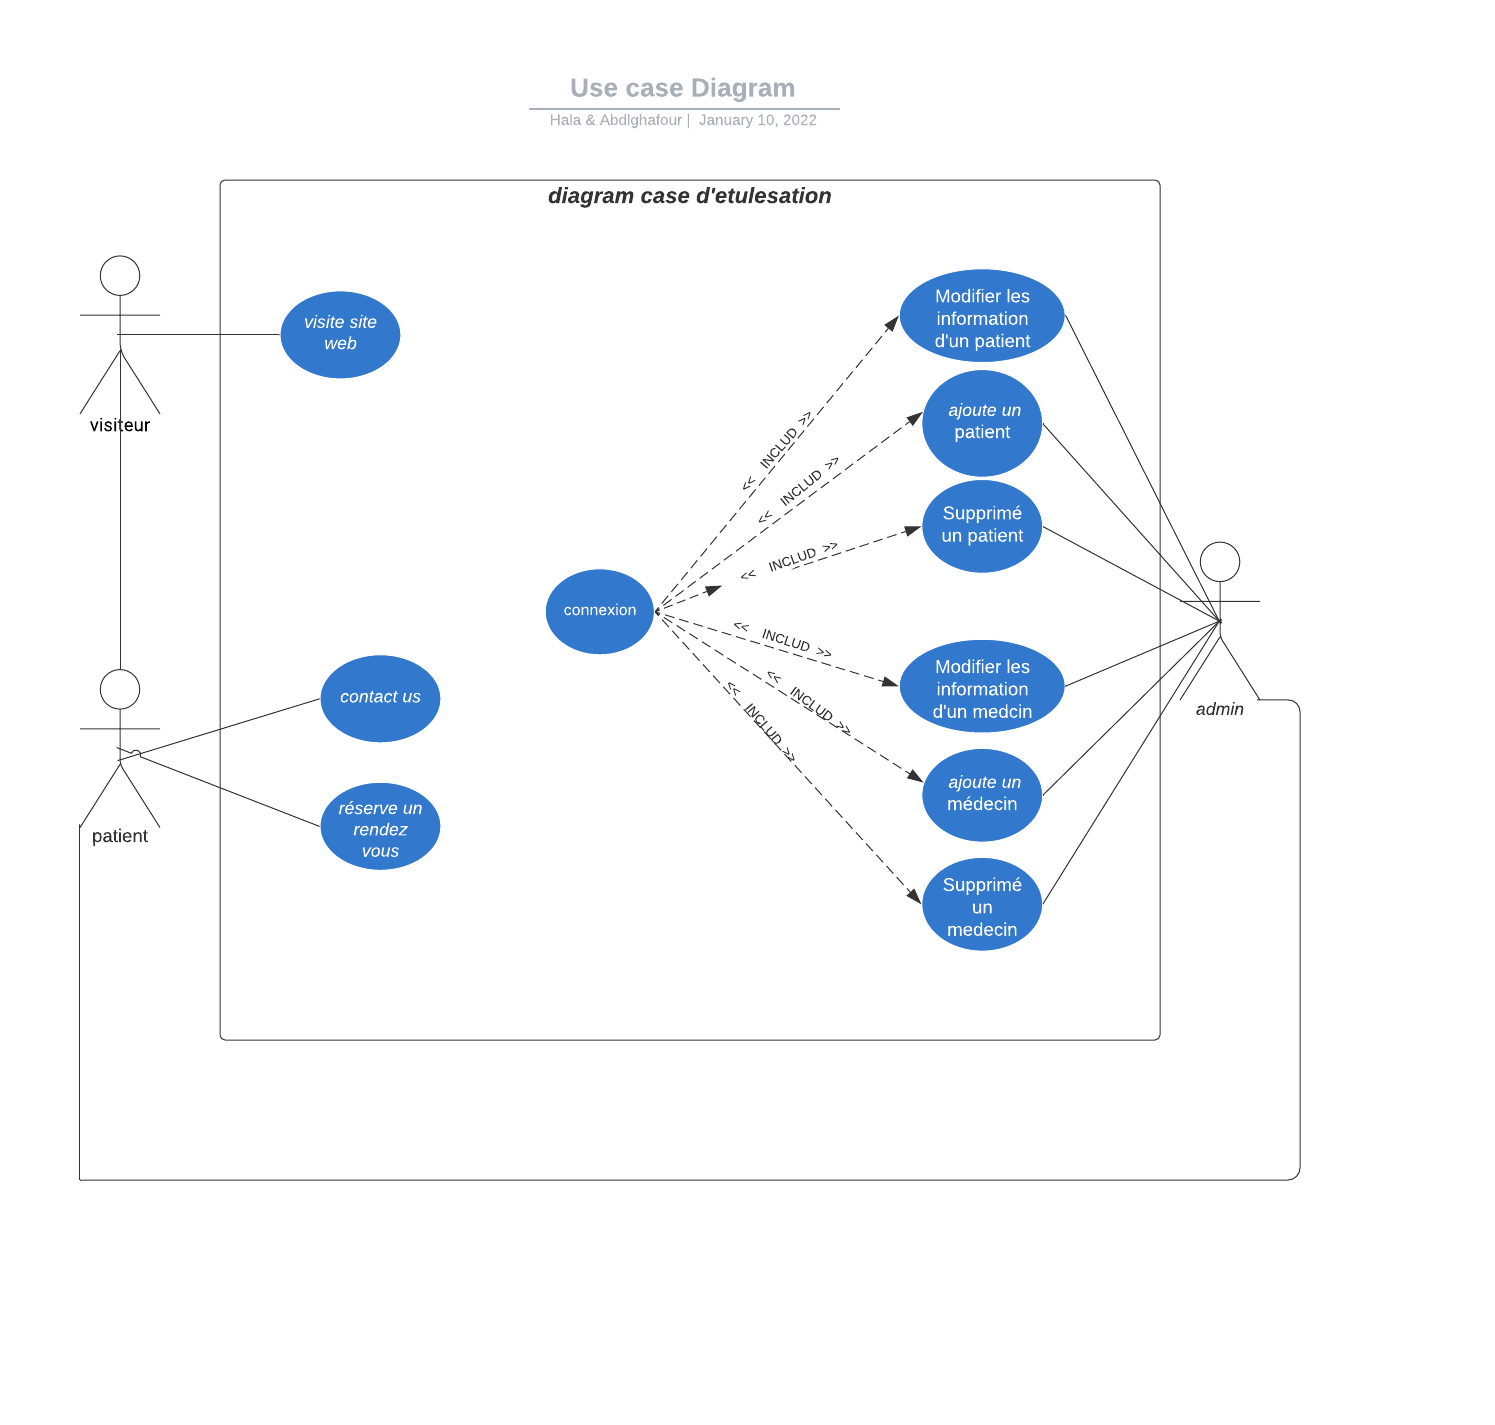 Use case Diagram
Hala & Abdlghafour | January 10, 2022
diagram case d'etulesation
visiteur
visite site
web
Modifier les
information
d'un patient
ajoute un
patient
Supprimé
un patient
<< INCLUD >>
<< INCLUD >>
<< INCLUD >>
connexion
<< INCLUD >>
<< INCLUD >>
<< INCLUD >>
Modifier les
information
d'un medcin
ajoute un
médecin
Supprimé
un
medecin
admin
contact us
réserve un
rendez
vous
patient